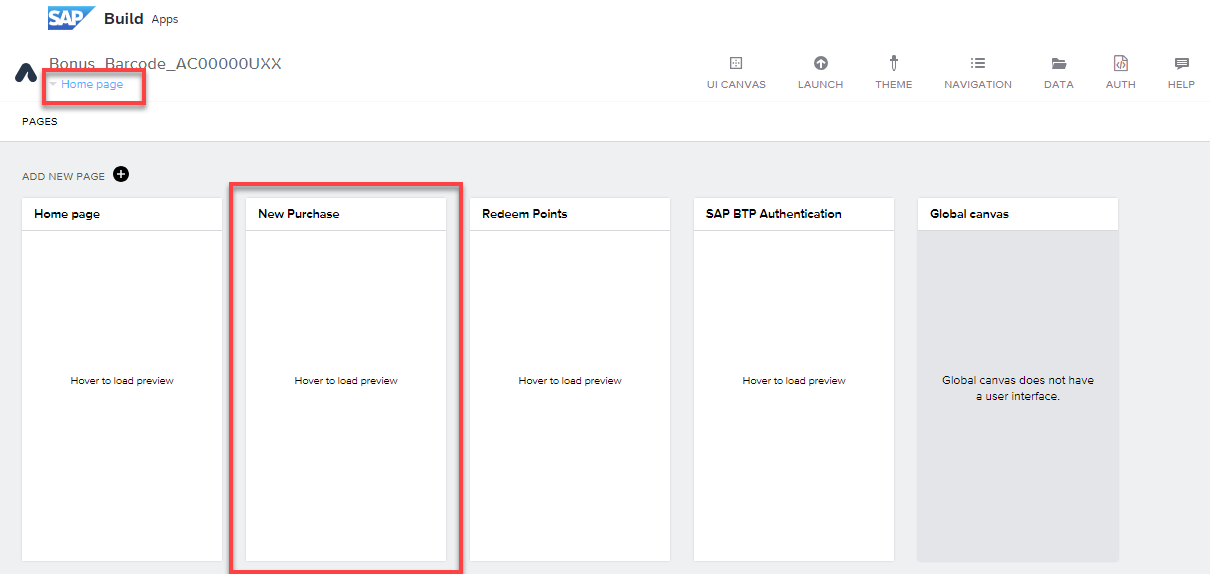 SAP Build Apps
Bonus_Barcode_AC00000UXX
Home page
UI CANVAS LAUNCH THEME NAVIGATION DATA AUTH HELP
PAGES
ADD NEW PAGE
Home page New Purchase Redeem Points SAP BTP Authentication Global canvas
Hover to load preview Hover to load preview Hover to load preview Hover to load preview Global canvas does not have
a user interface.